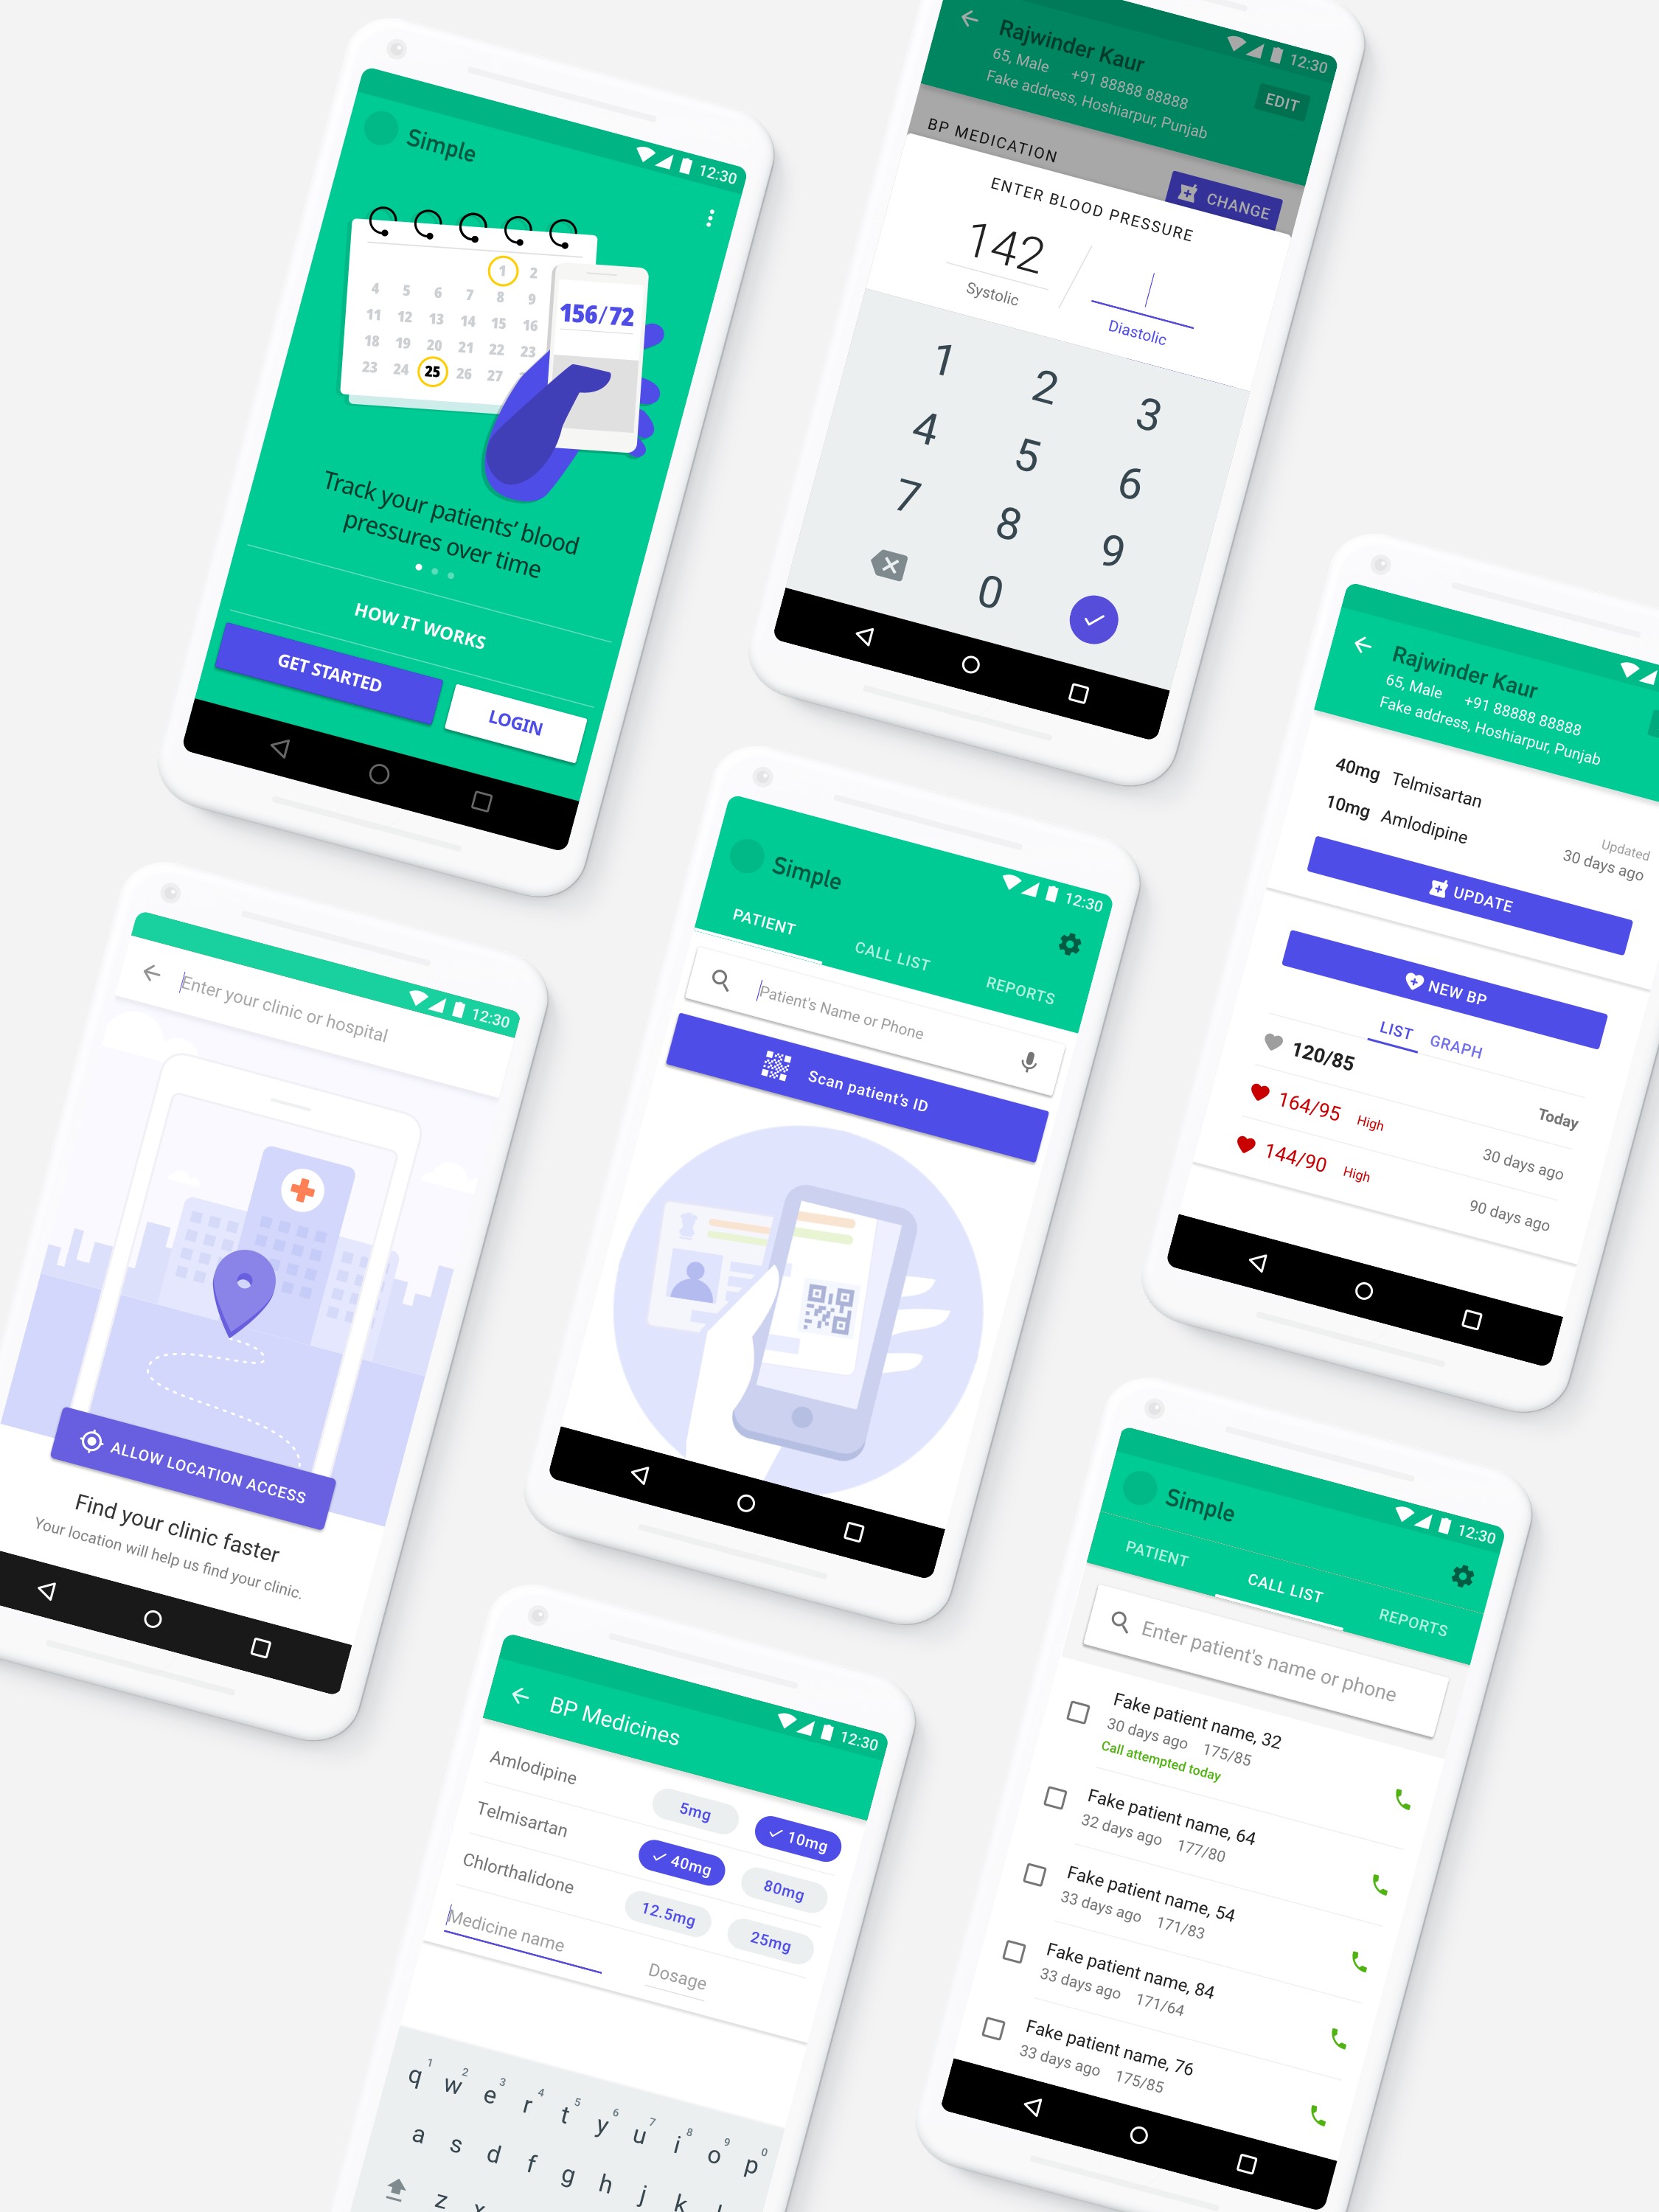 12:30
Simple
1 2
4 5 6 7 8 9
11 12 13 14 15 16
18 19 20 21 22 23
23 24 25 26 27
156/72
Track your patients' blood
pressures over time
HOW IT WORKS
GET STARTED
LOGIN
12:30
Rajwinder Kaur
65, Male +91 88888 88888
Fake address, Hoshiarpur, Punjab
EDIT
BP MEDICATION
CHANGE
ENTER BLOOD PRESSURE
142 /
Systolic
Diastolic
1 2 3
4 5 6
7 8 9
0
Rajwinder Kaur
65, Male +91 88888 88888
Fake address, Hoshiarpur, Punjab
40mg Telmisartan
10mg Amlodipine
Updated
30 days ago
UPDATE
NEW BP
LIST GRAPH
120/85 Today
164/95 High 30 days ago
144/90 High 90 days ago
12:30
Simple
PATIENT CALL LIST REPORTS
Patient's Name or Phone
Scan patient's ID
12:30
Enter your clinic or hospital
ALLOW LOCATION ACCESS
Find your clinic faster
Your location will help us find your clinic.
12:30
BP Medicines
Amlodipine 5mg 10mg
Telmisartan 40mg 80mg
Chlorthalidone 12.5mg 25mg
Medicine name Dosage
1 2 3 4 5 6 7 8 9 0
q w e r t y u i o p
a s d f g h j k l
z x
12:30
Simple
PATIENT CALL LIST REPORTS
Enter patient's name or phone
Fake patient name, 32
30 days ago 175/85
Call attempted today
Fake patient name, 64
32 days ago 177/80
Fake patient name, 54
33 days ago 171/83
Fake patient name, 84
33 days ago 171/64
Fake patient name, 76
33 days ago 175/85